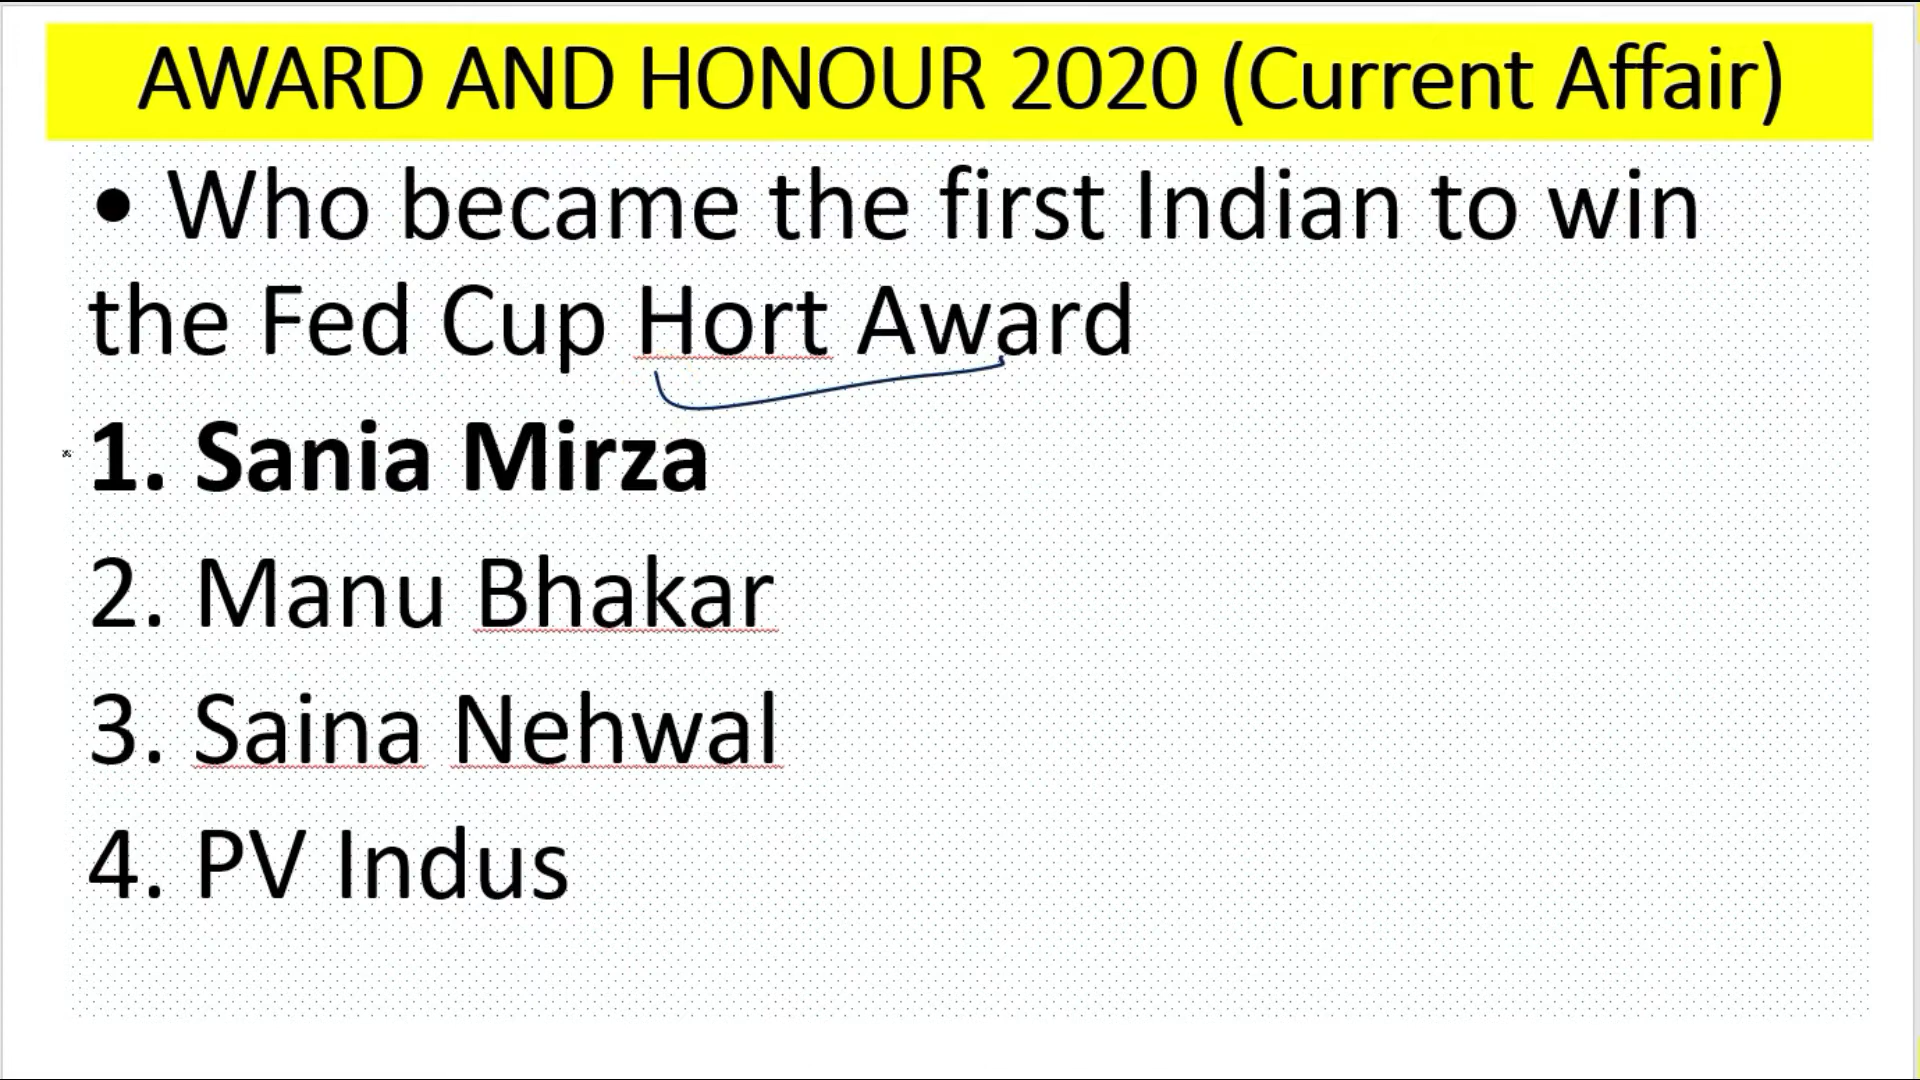 AWARD AND HONOUR 2020 (Current Affair)
• Who became the first Indian to win
the Fed Cup Hort Award
1. Sania Mirza
2. Manu Bhakar
3. Saina Nehwal
4. PV Indus